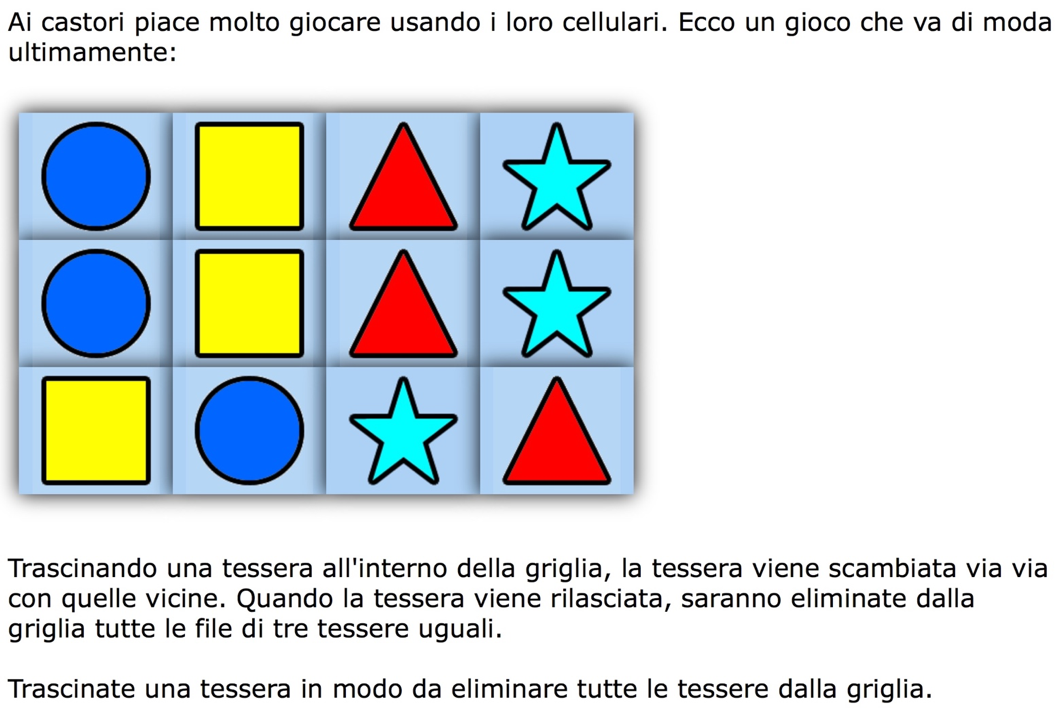 Ai castori piace molto giocare usando i loro cellulari. Ecco un gioco che va di moda
ultimamente:
Trascinando una tessera all'interno della griglia, la tessera viene scambiata via via
con quelle vicine. Quando la tessera viene rilasciata, saranno eliminate dalla
griglia tutte le file di tre tessere uguali.
Trascinate una tessera in modo da eliminare tutte le tessere dalla griglia.